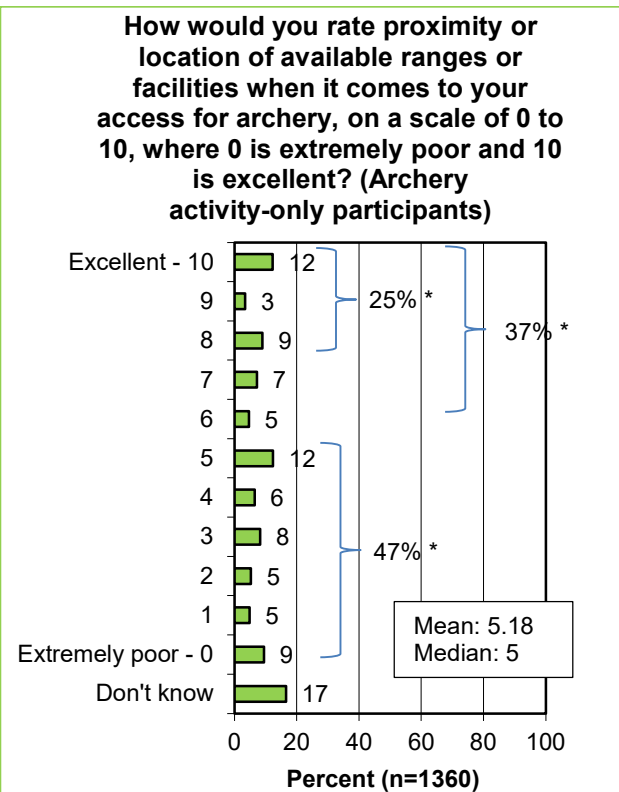 How would you rate proximity or
location of available ranges or
facilities when it comes to your
access for archery, on a scale of 0 to
10, where 0 is extremely poor and 10
is excellent? (Archery
activity-only participants)
Excellent - 10 12
9 3
25% *
8 9
37% *
7 7
6 5
5 12
4 6
3 8
47% *
2 5
1 5
Mean: 5.18
Median: 5
Extremely poor - 0 9
Don't know 17
0 20 40 60 80 100
Percent (n=1360)